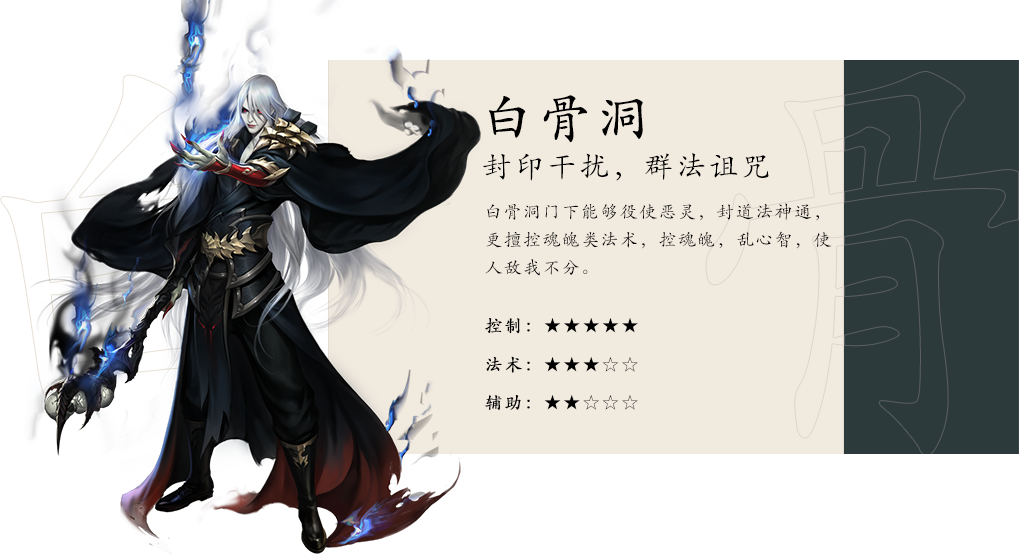 白骨洞
封印干扰，群法诅咒
白骨洞门下能够役使恶灵，封道法神通，
更擅控魂魄类法术，控魂魄，乱心智，使
人敌我不分。
控制：★★★★★
法术：★★★☆☆
辅助：★★☆☆☆
白骨